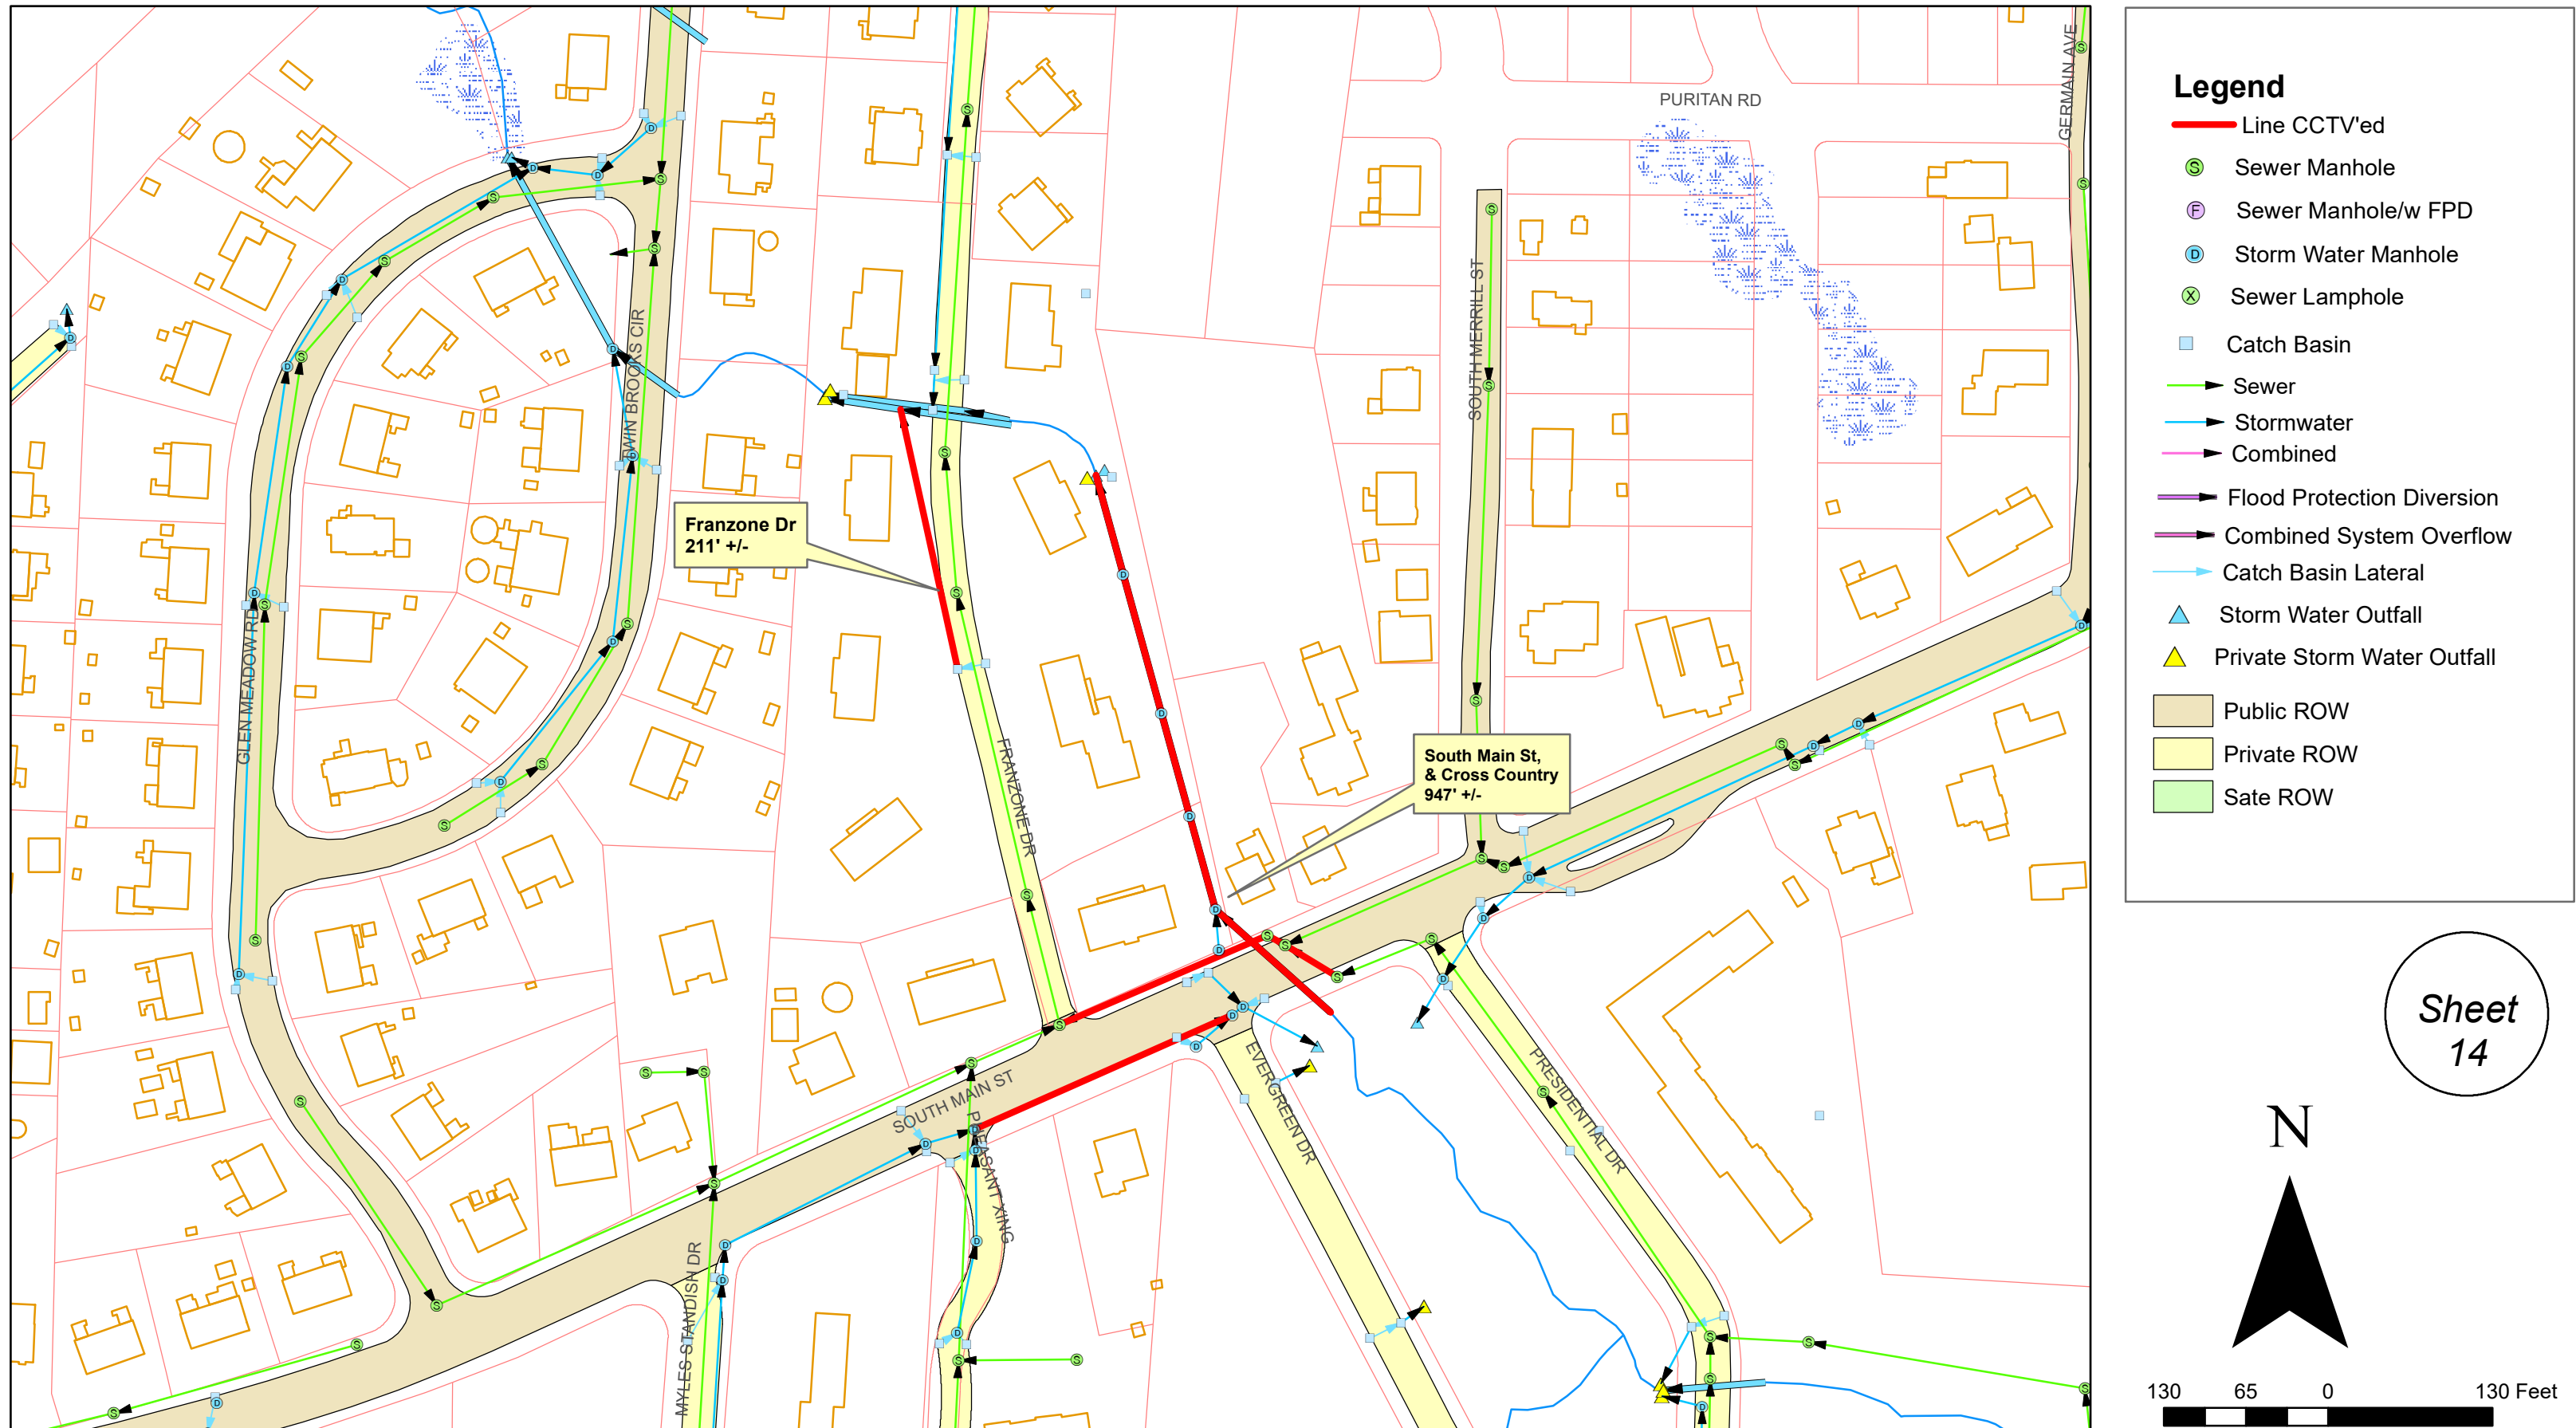 PURITAN RD
GERMAIN AVE
SOUTH MERRILL ST
TWIN BROOKS CIR
GLEN MEADOW RD
Franzone Dr
211' +/-
FRANZONE DR
South Main St,
& Cross Country
947' +/-
SOUTH MAIN ST
PHEASANT XING
EVERGREEN DR
PRESIDENTIAL DR
MYLES STANDISH DR
Legend
Line CCTV'ed
S Sewer Manhole
F Sewer Manhole/w FPD
D Storm Water Manhole
X Sewer Lamphole
Catch Basin
Sewer
Stormwater
Combined
Flood Protection Diversion
Combined System Overflow
Catch Basin Lateral
Storm Water Outfall
Private Storm Water Outfall
Public ROW
Private ROW
Sate ROW
Sheet
14
N
130 65 0 130 Feet